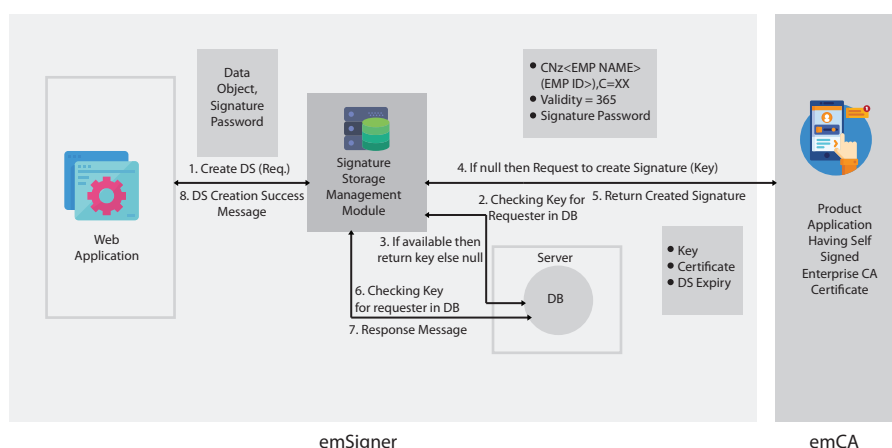 Data
Object,
Signature
Password
• CNz<EMP NAME>
(EMP ID>),C=XX
• Validity = 365
• Signature Password
1. Create DS (Req.)
8. DS Creation Success
Message
Web
Application
Signature
Storage
Management
Module
4. If null then Request to create Signature (Key)
5. Return Created Signature
2. Checking Key for
Requester in DB
3. If available then
return key else null
6. Checking Key
for requester in DB
7. Response Message
Server
DB
• Key
• Certificate
• DS Expiry
Product
Application
Having Self
Signed
Enterprise CA
Certificate
emSigner
emCA